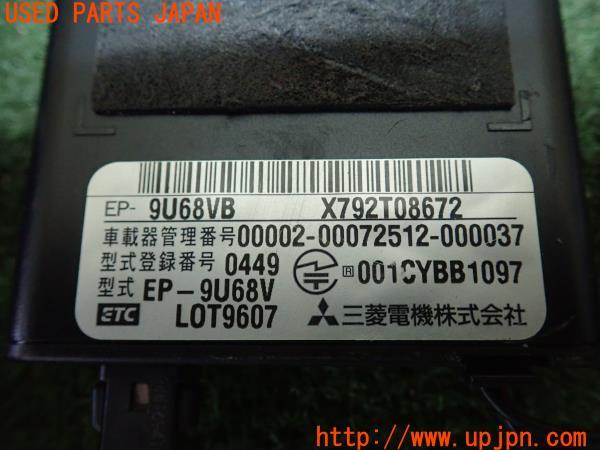 USED PARTS JAPAN
EP- 9U68VB X792T08672
車載器管理番号00002-00072512-000037
型式登録番号 0449 R 001CYBB1097
型式 EP-9U68V
ETC LOT9607 三菱電機株式会社
http://www.upjpn.com/